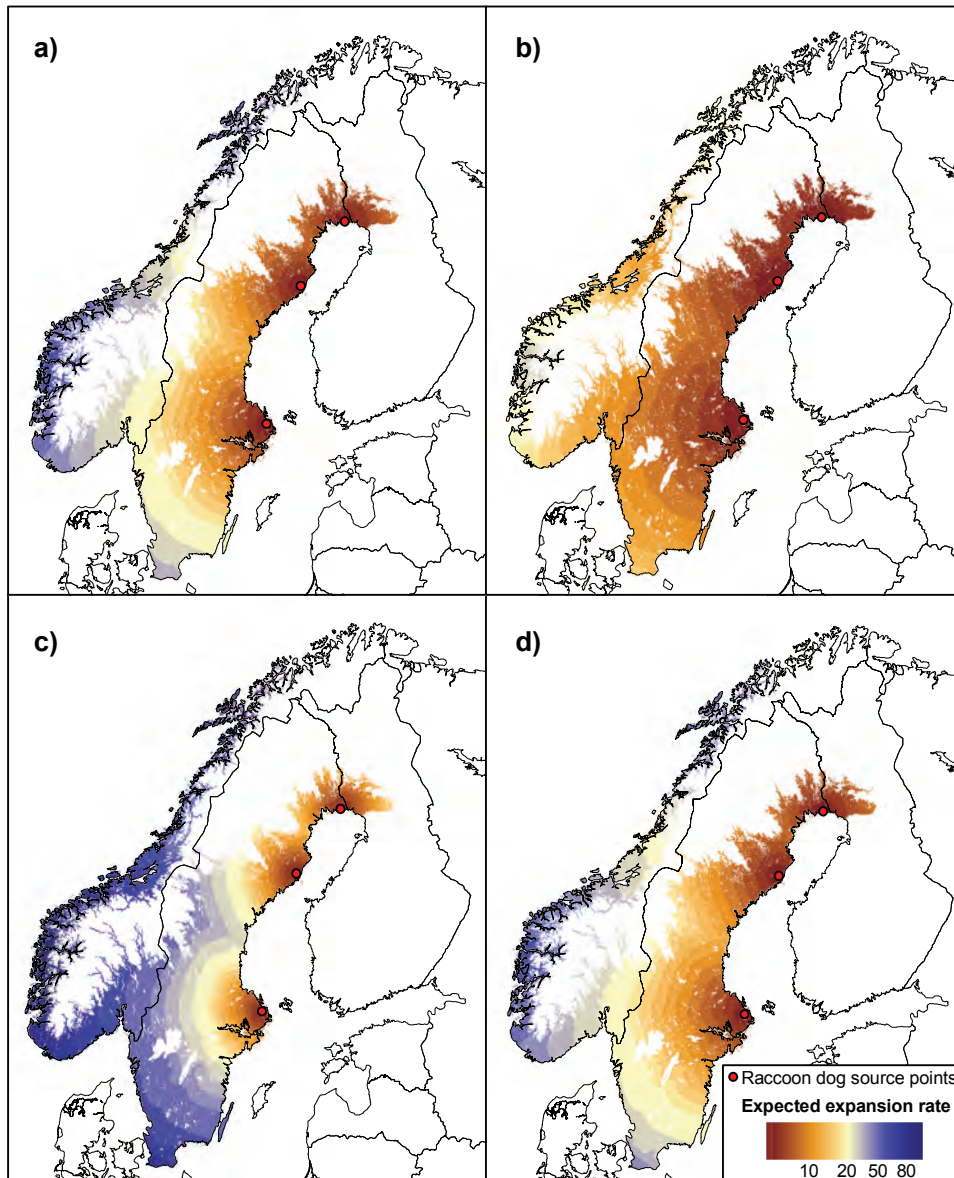 a)
b)
c)
d)
Raccoon dog source points
Expected expansion rate
10 20 50 80